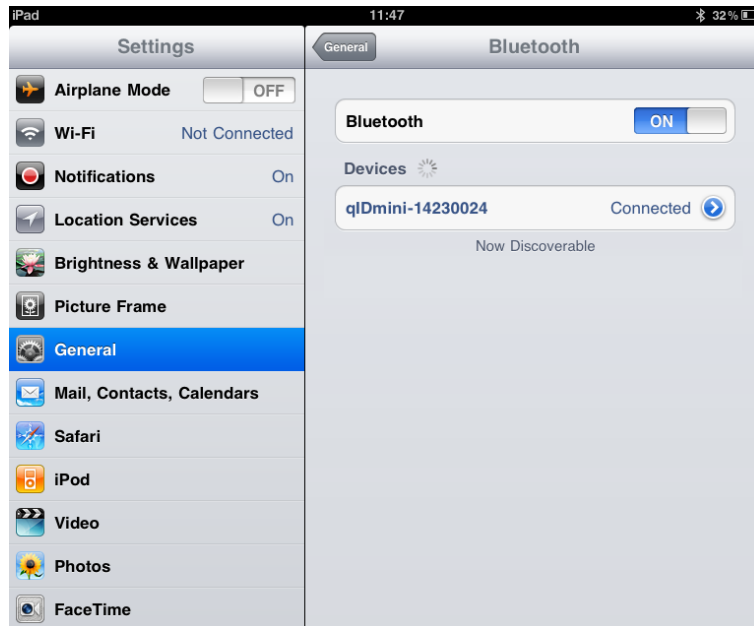 iPad 11:47 32%
Settings
Airplane Mode OFF
Wi-Fi Not Connected
Notifications On
Location Services On
Brightness & Wallpaper
Picture Frame
General
Mail, Contacts, Calendars
Safari
iPod
Video
Photos
FaceTime
General Bluetooth
Bluetooth ON
Devices
qIDmini-14230024 Connected
Now Discoverable